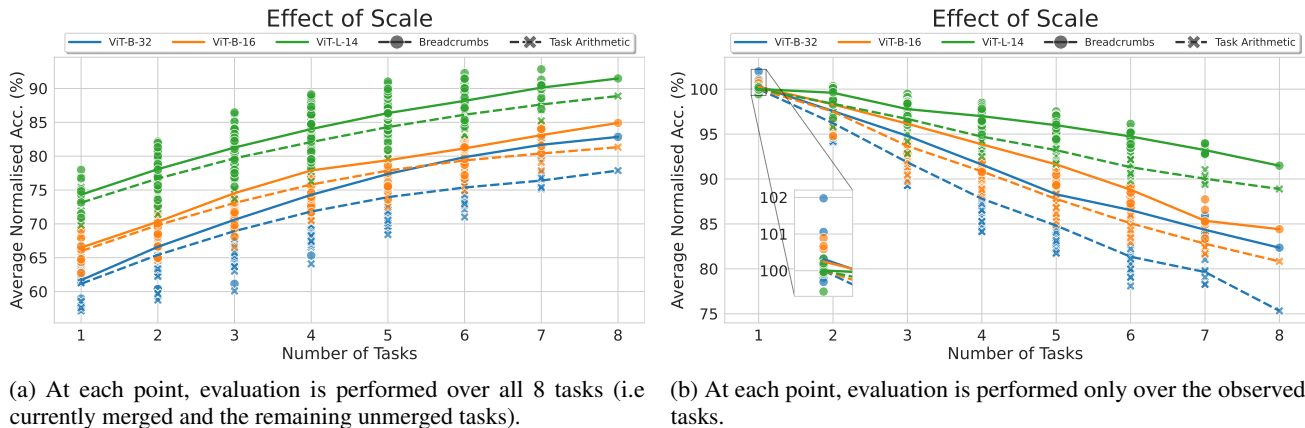 Effect of Scale
ViT-B-32 ViT-B-16 ViT-L-14 Breadcrumbs Task Arithmetic
Average Normalised Acc. (%)
90
85
80
75
70
65
60
1 2 3 4 5 6 7 8
Number of Tasks
(a) At each point, evaluation is performed over all 8 tasks (i.e
currently merged and the remaining unmerged tasks).
Effect of Scale
ViT-B-32 ViT-B-16 ViT-L-14 Breadcrumbs Task Arithmetic
Average Normalised Acc. (%)
100
95
90
85
80
75
102
101
100
1 2 3 4 5 6 7 8
Number of Tasks
(b) At each point, evaluation is performed only over the observed
tasks.